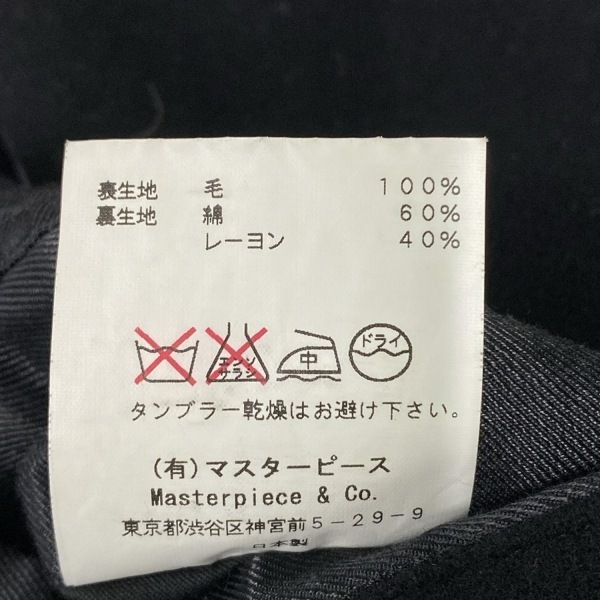 表生地 毛 100%
裏生地 綿 60%
レーヨン 40%
エンソ
サラシ
中
ドライ
タンブラー乾燥はお避け下さい。
(有)マスターピース
Masterpiece & Co.
東京都渋谷区神宮前5-29-9
日本製